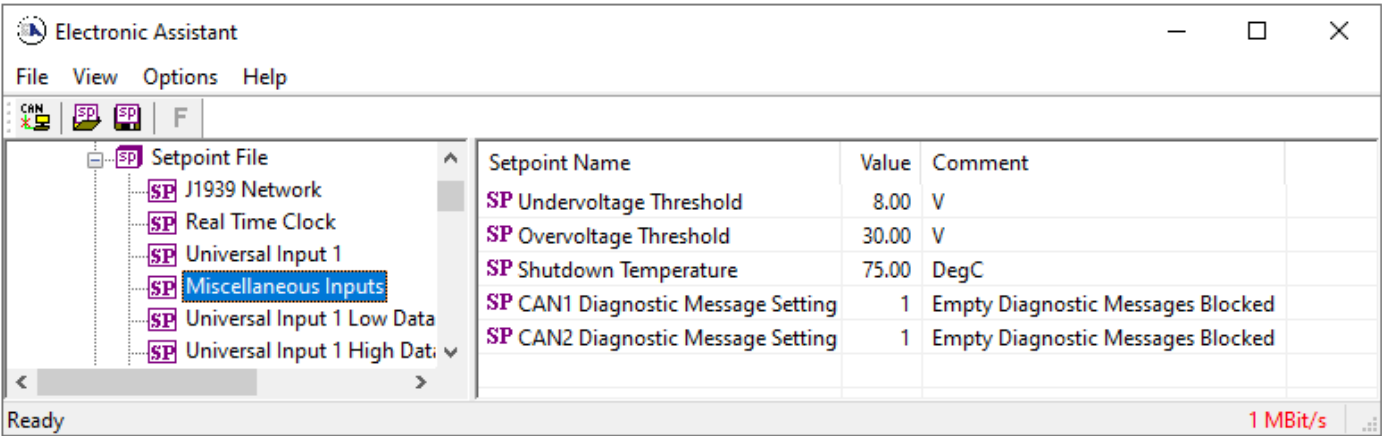 Electronic Assistant
File View Options Help
CAN SP SP F
SP Setpoint File
SP J1939 Network
SP Real Time Clock
SP Universal Input 1
SP Miscellaneous Inputs
SP Universal Input 1 Low Data
SP Universal Input 1 High Data
Setpoint Name Value Comment
SP Undervoltage Threshold 8.00 V
SP Overvoltage Threshold 30.00 V
SP Shutdown Temperature 75.00 DegC
SP CAN1 Diagnostic Message Setting 1 Empty Diagnostic Messages Blocked
SP CAN2 Diagnostic Message Setting 1 Empty Diagnostic Messages Blocked
Ready 1 MBit/s